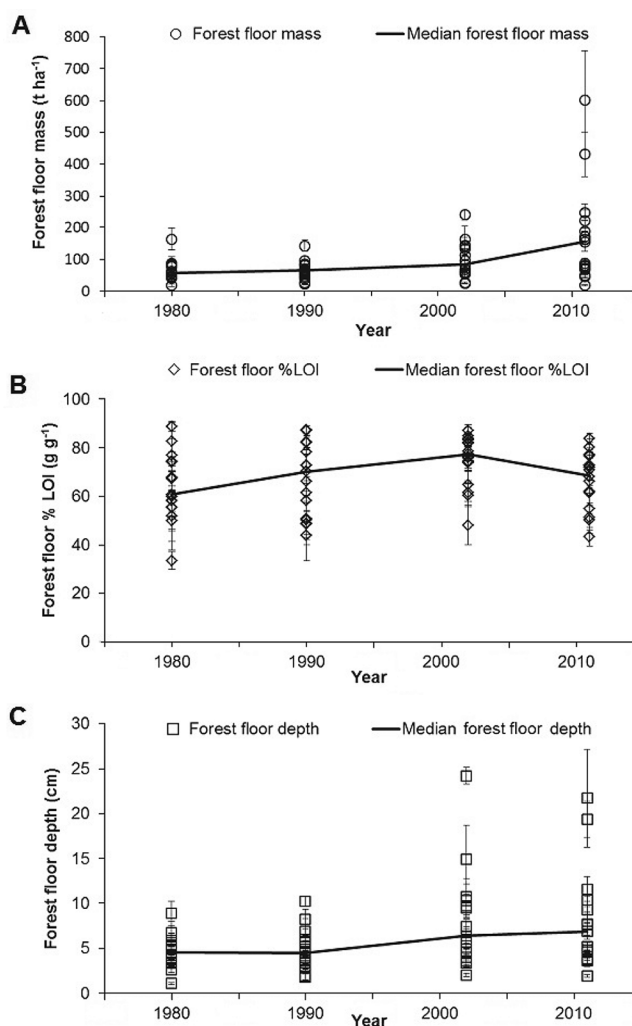 A
Forest floor mass Median forest floor mass
Forest floor mass (t ha⁻¹)
800
700
600
500
400
300
200
100
0
1980 1990 2000 2010
Year
B
Forest floor %LOI Median forest floor %LOI
Forest floor % LOI (g g⁻¹)
100
80
60
40
20
0
1980 1990 2000 2010
Year
C
Forest floor depth Median forest floor depth
Forest floor depth (cm)
30
25
20
15
10
5
0
1980 1990 2000 2010
Year